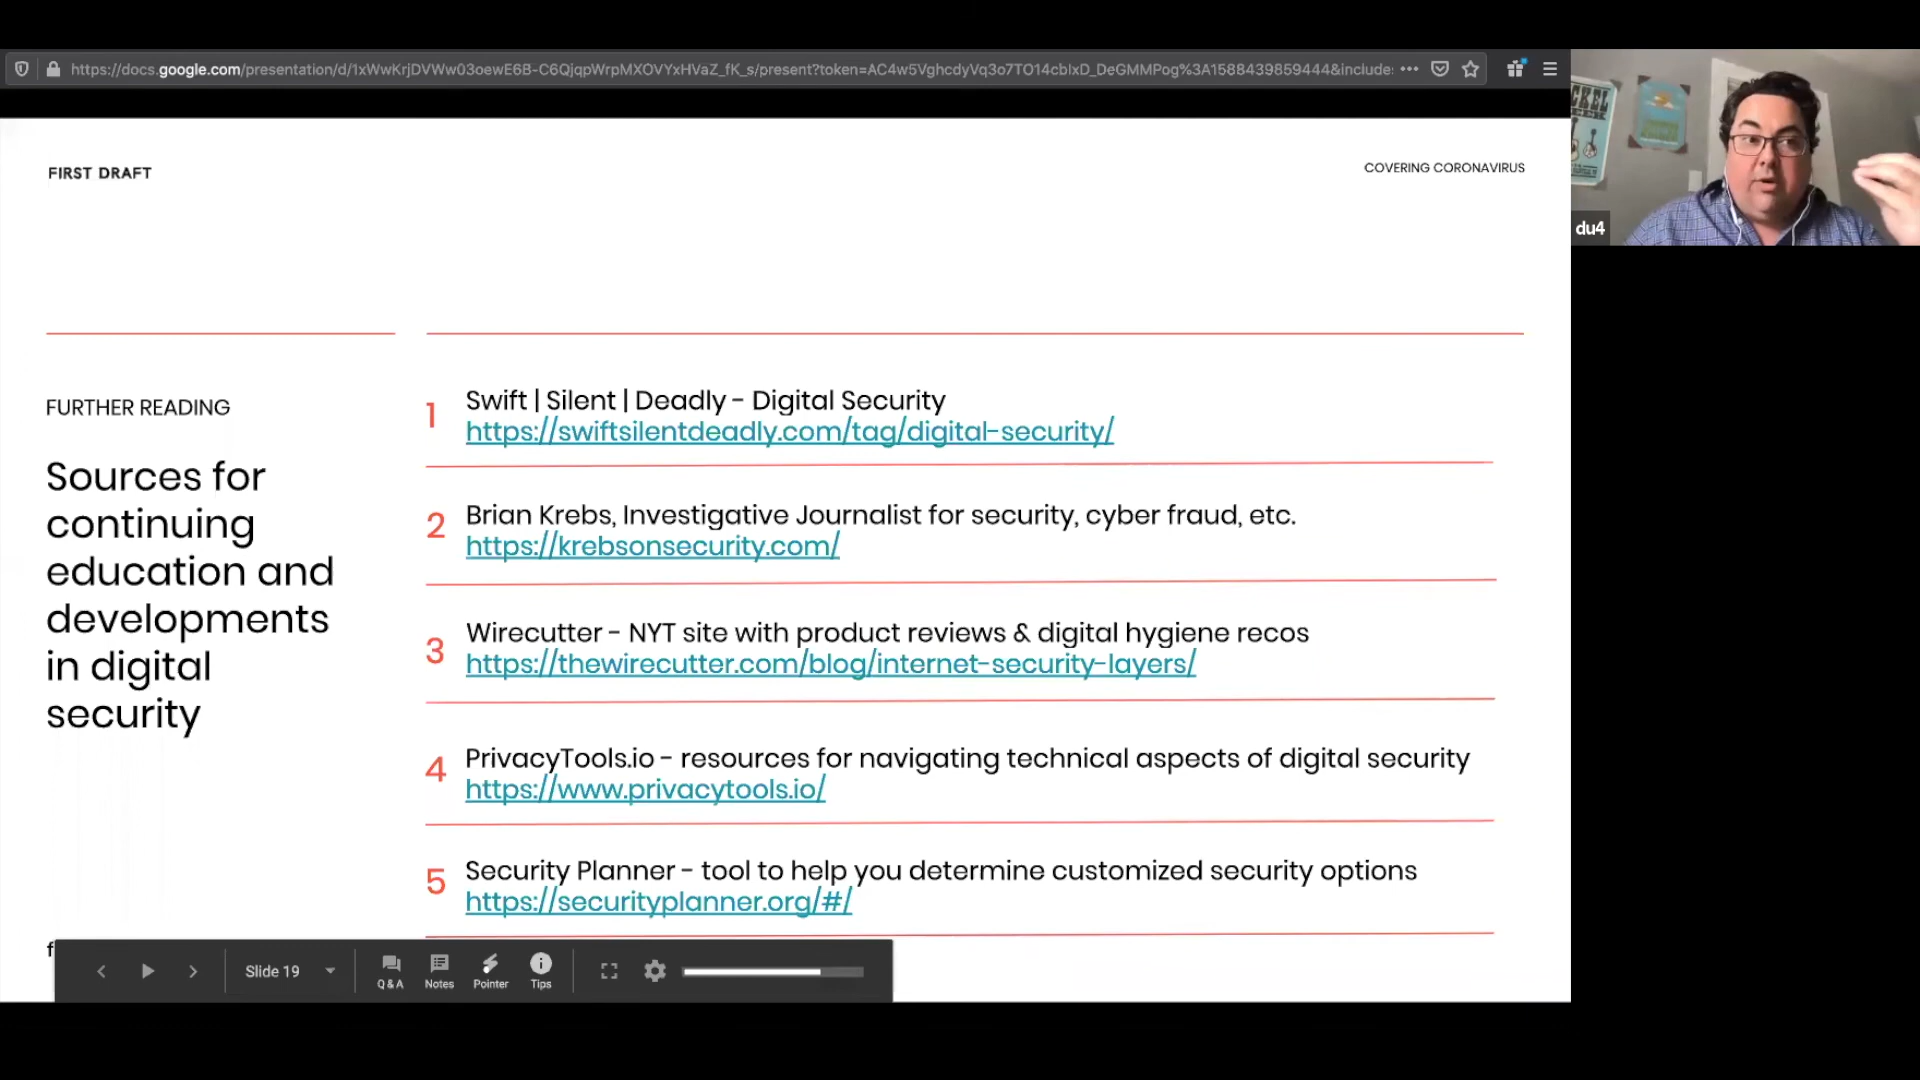 https://docs.google.com/presentation/d/1xWwKrjDVWw03oewE6B-C6QjqpWrpMXOVYxHVaZ_fK_s/present?token=AC4w5VghcdyVq3o7TO14cbIxD_DeGMMPog%3A1588439859444&include:
FIRST DRAFT
COVERING CORONAVIRUS
du4
FURTHER READING
Sources for
continuing
education and
developments
in digital
security
1
Swift | Silent | Deadly - Digital Security
https://swiftsilentdeadly.com/tag/digital-security/
2
Brian Krebs, Investigative Journalist for security, cyber fraud, etc.
https://krebsonsecurity.com/
3
Wirecutter - NYT site with product reviews & digital hygiene recos
https://thewirecutter.com/blog/internet-security-layers/
4
PrivacyTools.io - resources for navigating technical aspects of digital security
https://www.privacytools.io/
5
Security Planner - tool to help you determine customized security options
https://securityplanner.org/#/
f
Slide 19
Q&A
Notes
Pointer
Tips